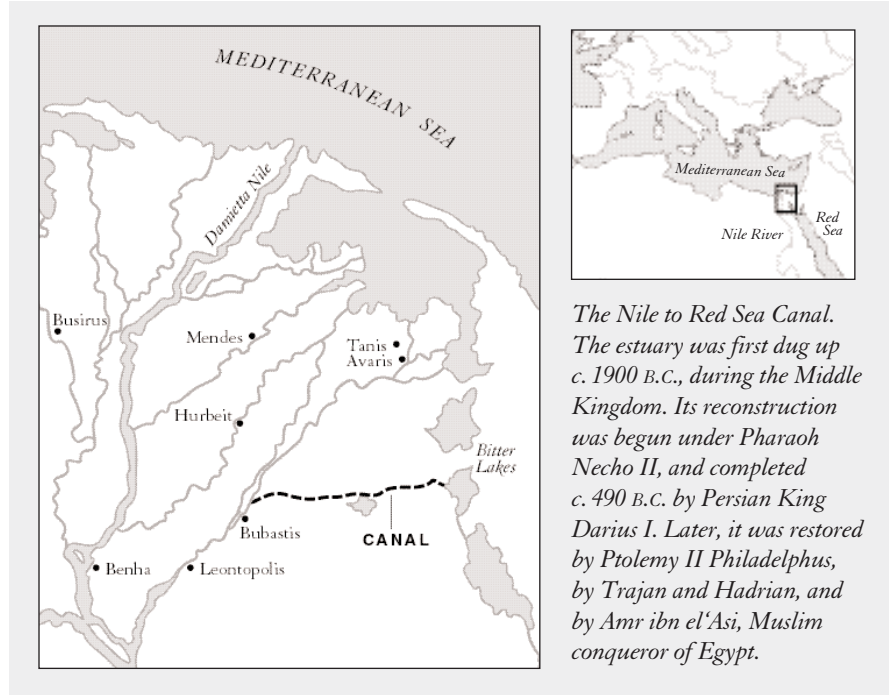 MEDITERRANEAN SEA
Damietta Nile
Busirus
Mendes
Tanis
Avaris
Hurbeit
Bitter
Lakes
Bubastis
CANAL
Benha
Leontopolis
Mediterranean Sea
Red
Sea
Nile River
The Nile to Red Sea Canal.
The estuary was first dug up
c. 1900 B.C., during the Middle
Kingdom. Its reconstruction
was begun under Pharaoh
Necho II, and completed
c. 490 B.C. by Persian King
Darius I. Later, it was restored
by Ptolemy II Philadelphus,
by Trajan and Hadrian, and
by Amr ibn el‘Asi, Muslim
conqueror of Egypt.